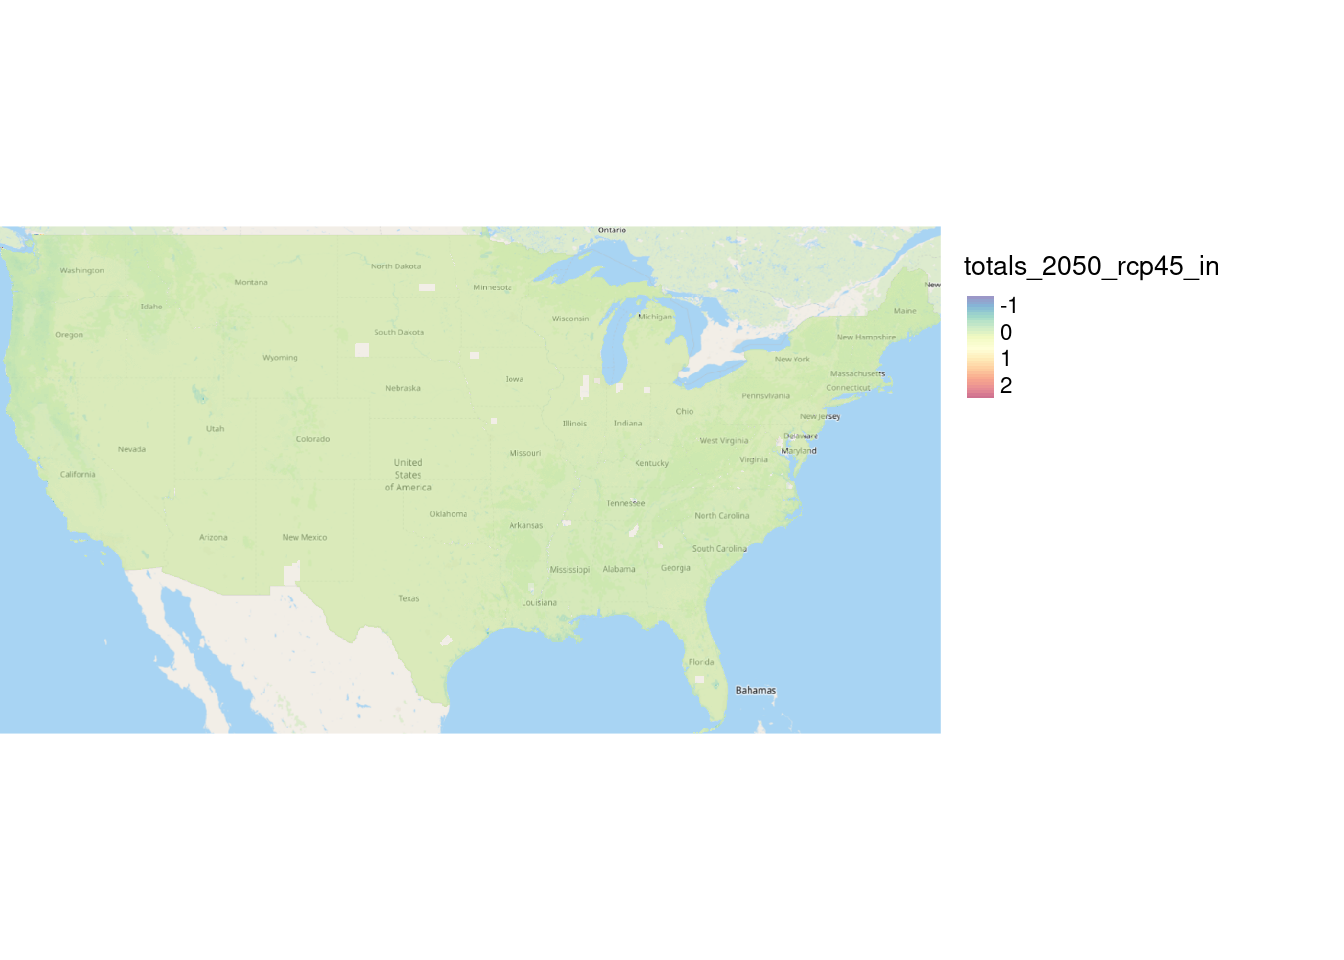 Ontario
totals_2050_rcp45_in
-1
0
1
2
Washington
North Dakota
Montana
Minnesota
New
Idaho
Maine
Wisconsin
Michigan
Oregon
South Dakota
New Hampshire
Wyoming
New York
Massachusetts
Iowa
Nebraska
Connecticut
Pennsylvania
Ohio
New Jersey
Illinois
Indiana
Utah
Colorado
West Virginia
Delaware
Nevada
Missouri
Maryland
United
States
of America
Kentucky
Virginia
California
Tennessee
Oklahoma
North Carolina
Arkansas
Arizona
New Mexico
South Carolina
Mississippi
Alabama
Georgia
Texas
Louisiana
Florida
Bahamas